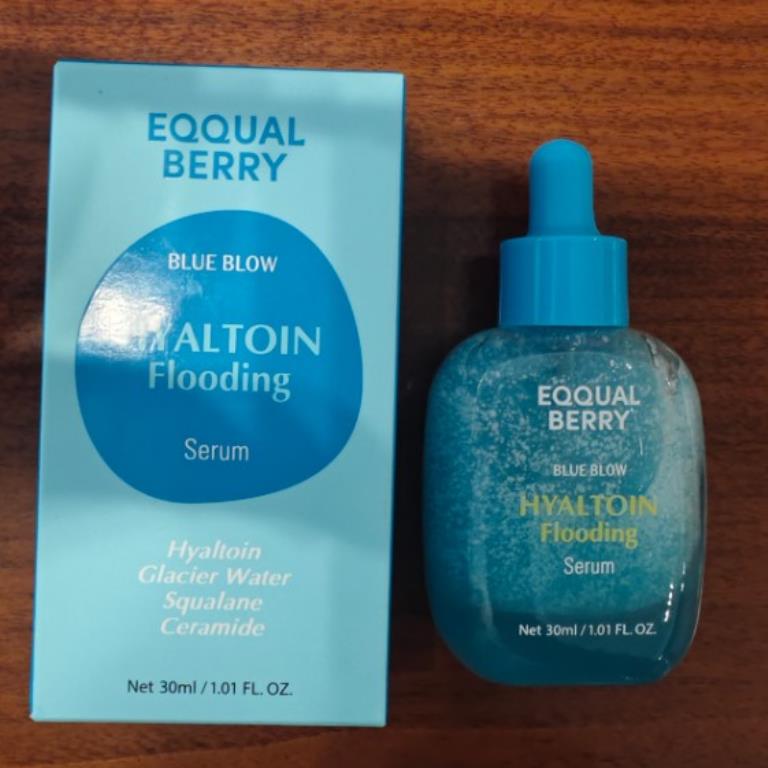 EQQUAL
BERRY
BLUE BLOW
HYALTOIN
Flooding
Serum
Hyaltoin
Glacier Water
Squalane
Ceramide
Net 30ml / 1.01 FL. OZ.
EQQUAL
BERRY
BLUE BLOW
HYALTOIN
Flooding
Serum
Net 30ml / 1.01 FL. OZ.